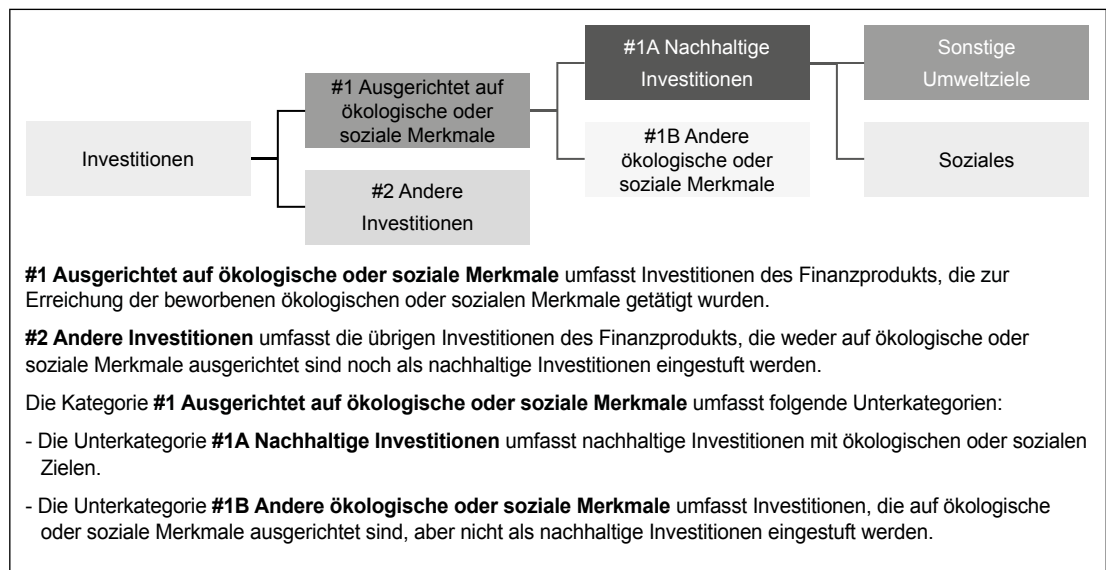 #1A Nachhaltige
Investitionen
Sonstige
Umweltziele
#1 Ausgerichtet auf
ökologische oder
soziale Merkmale
Investitionen
#1B Andere
ökologische oder
soziale Merkmale
Soziales
#2 Andere
Investitionen
#1 Ausgerichtet auf ökologische oder soziale Merkmale umfasst Investitionen des Finanzprodukts, die zur
Erreichung der beworbenen ökologischen oder sozialen Merkmale getätigt wurden.
#2 Andere Investitionen umfasst die übrigen Investitionen des Finanzprodukts, die weder auf ökologische oder
soziale Merkmale ausgerichtet sind noch als nachhaltige Investitionen eingestuft werden.
Die Kategorie #1 Ausgerichtet auf ökologische oder soziale Merkmale umfasst folgende Unterkategorien:
- Die Unterkategorie #1A Nachhaltige Investitionen umfasst nachhaltige Investitionen mit ökologischen oder sozialen
Zielen.
- Die Unterkategorie #1B Andere ökologische oder soziale Merkmale umfasst Investitionen, die auf ökologische
oder soziale Merkmale ausgerichtet sind, aber nicht als nachhaltige Investitionen eingestuft werden.